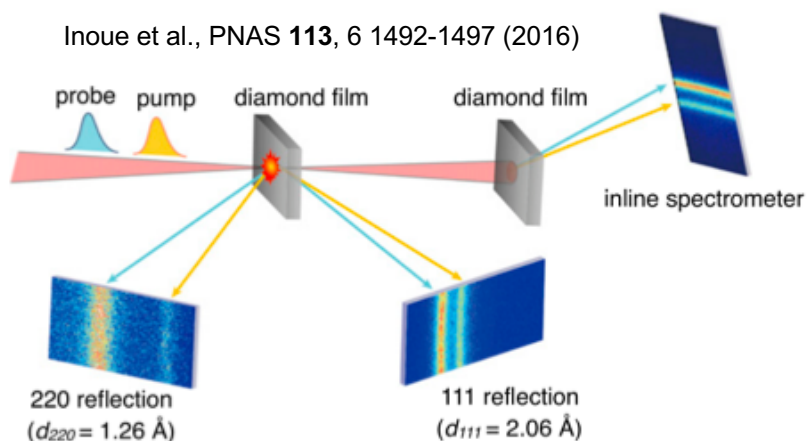 Inoue et al., PNAS 113, 6 1492-1497 (2016)
probe
pump
diamond film
diamond film
inline spectrometer
220 reflection
(d220 = 1.26 Å)
111 reflection
(d111 = 2.06 Å)